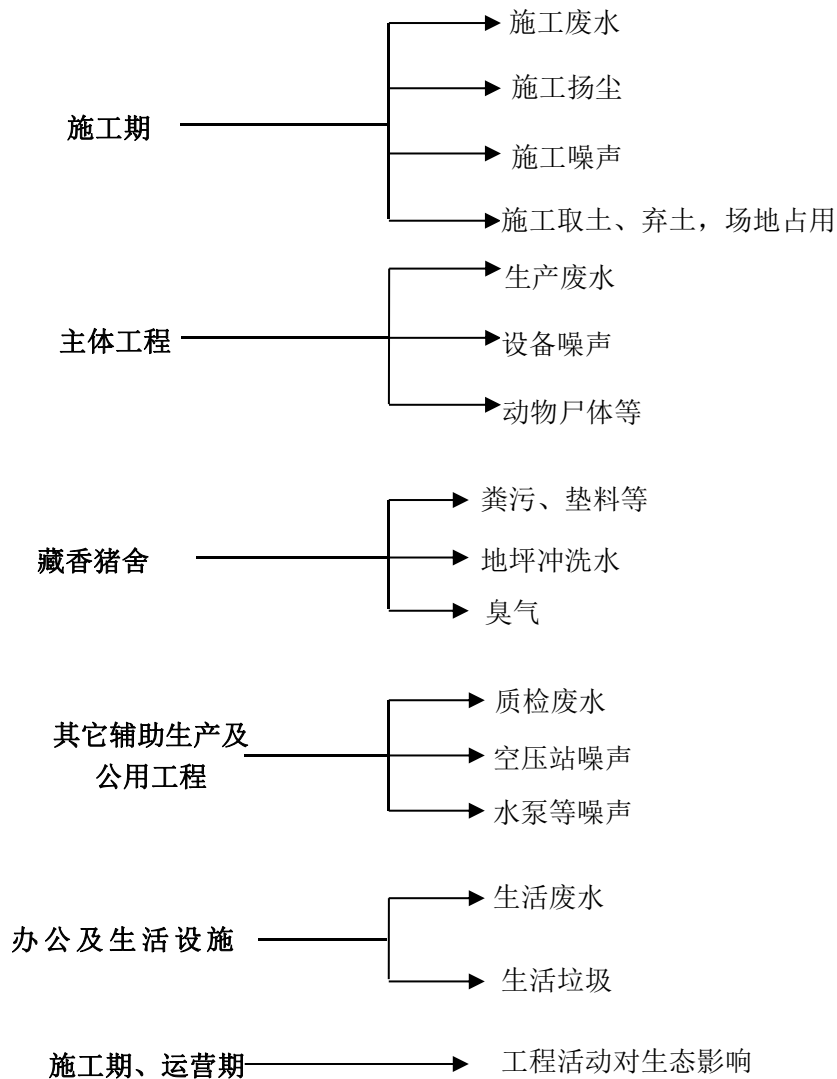 施工期
施工废水
施工扬尘
施工噪声
施工取土、弃土，场地占用
主体工程
生产废水
设备噪声
动物尸体等
藏香猪舍
粪污、垫料等
地坪冲洗水
臭气
其它辅助生产及
公用工程
质检废水
空压站噪声
水泵等噪声
办公及生活设施
生活废水
生活垃圾
施工期、运营期
工程活动对生态影响